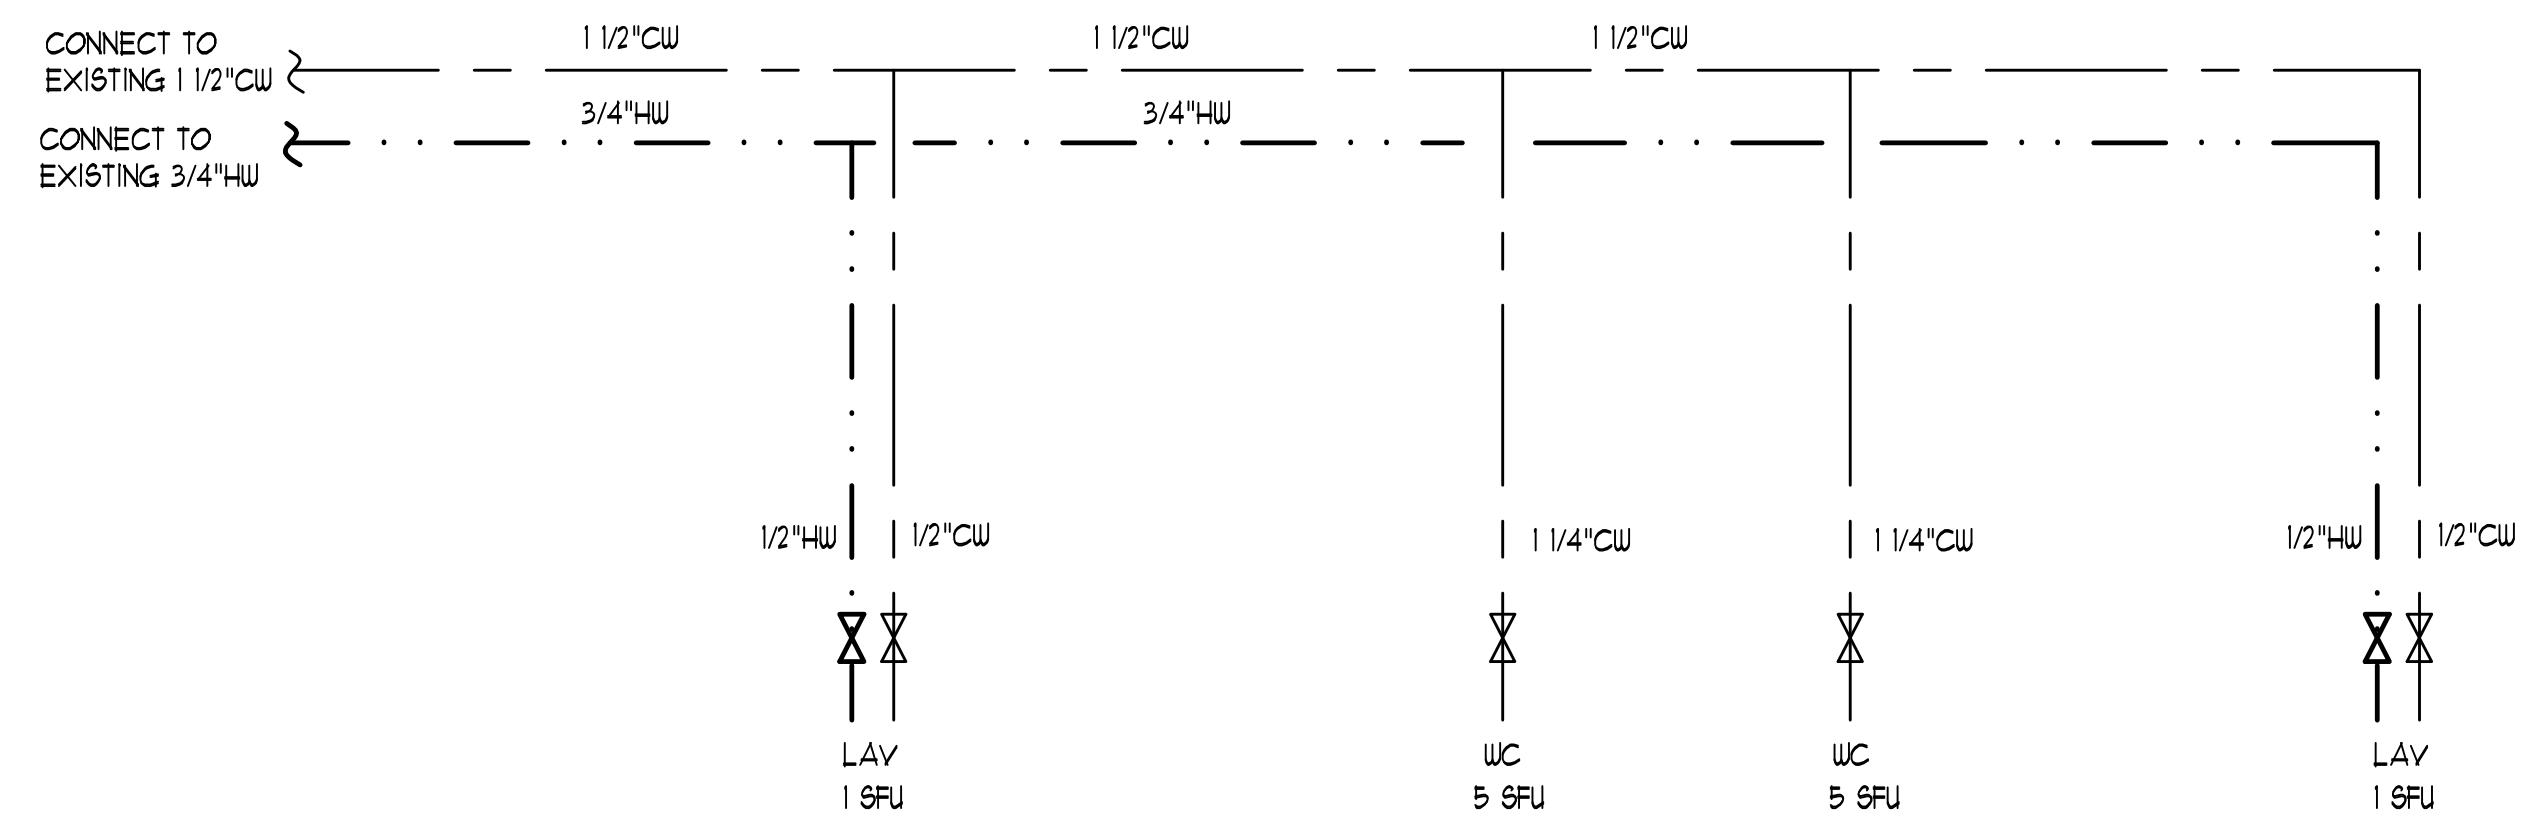 CONNECT TO
EXISTING 1 1/2"CW
1 1/2"CW
1 1/2"CW
1 1/2"CW
CONNECT TO
EXISTING 3/4"HW
3/4"HW
3/4"HW
1/2"HW
1/2"CW
1 1/4"CW
1 1/4"CW
1/2"HW
1/2"CW
LAV
1 SFU
WC
5 SFU
WC
5 SFU
LAV
1 SFU